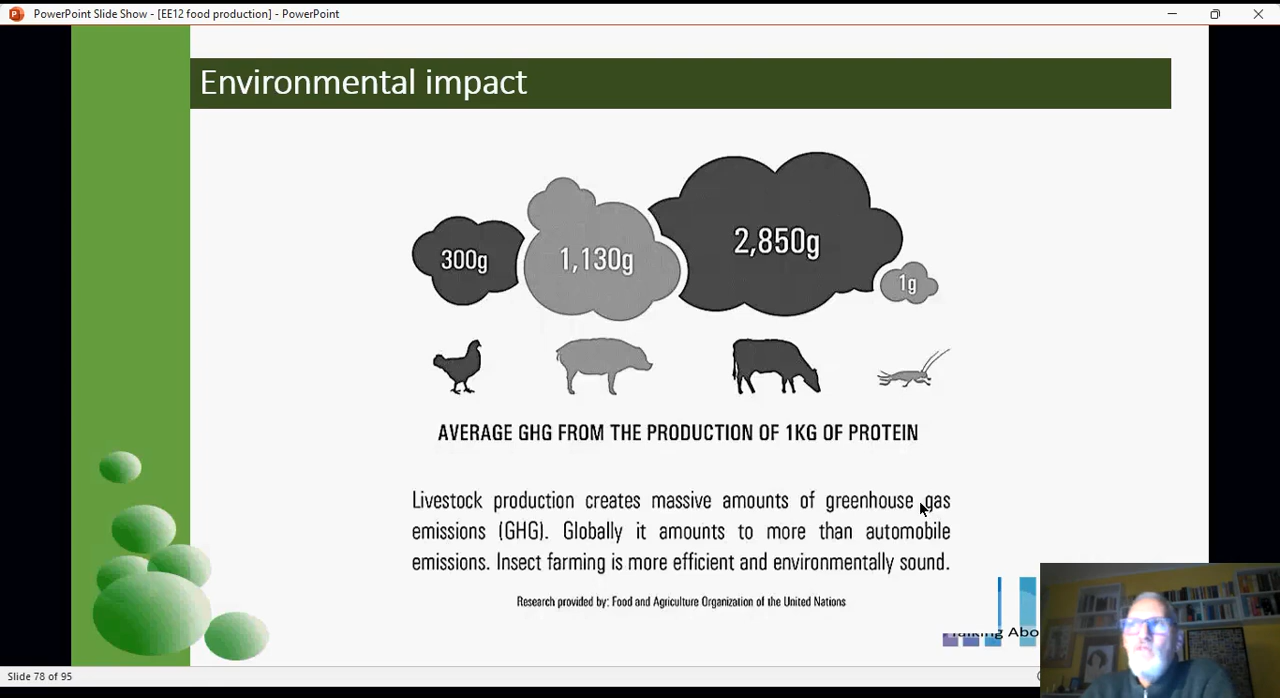 PowerPoint Slide Show - [EE12 food production] - PowerPoint
Environmental impact
300g
1,130g
2,850g
1g
AVERAGE GHG FROM THE PRODUCTION OF 1KG OF PROTEIN
Livestock production creates massive amounts of greenhouse gas
emissions (GHG). Globally it amounts to more than automobile
emissions. Insect farming is more efficient and environmentally sound.
Research provided by: Food and Agriculture Organization of the United Nations
Talking Abo
Slide 78 of 95